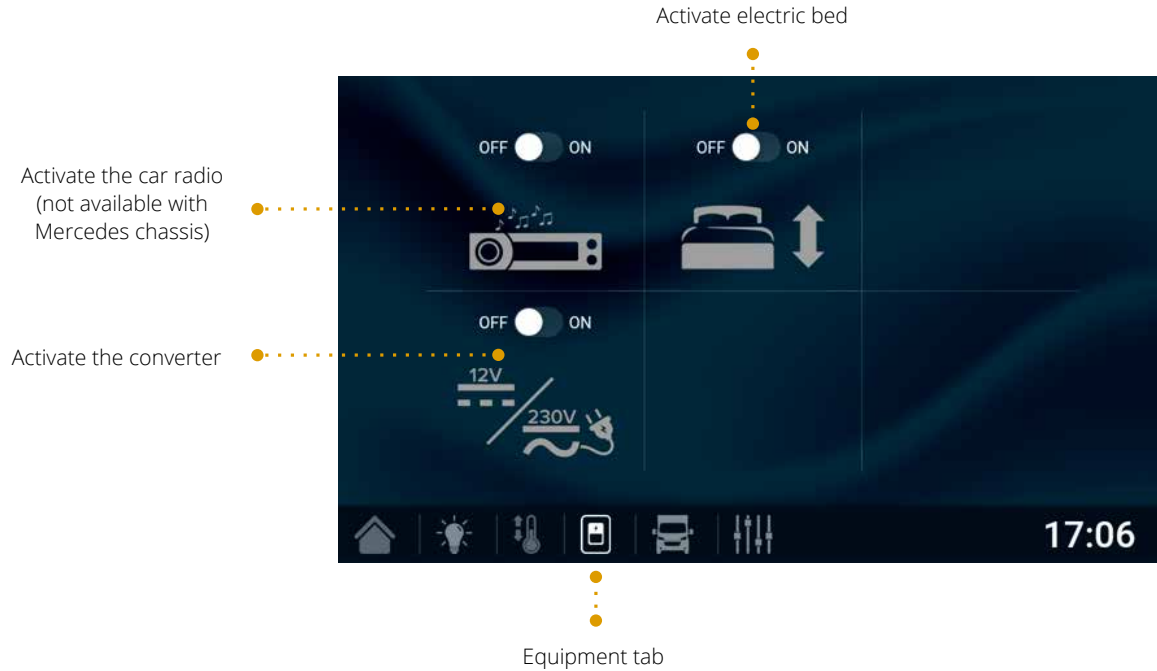 Activate electric bed
OFF ON
OFF ON
Activate the car radio
(not available with
Mercedes chassis)
OFF ON
Activate the converter
12V
230V
17:06
Equipment tab